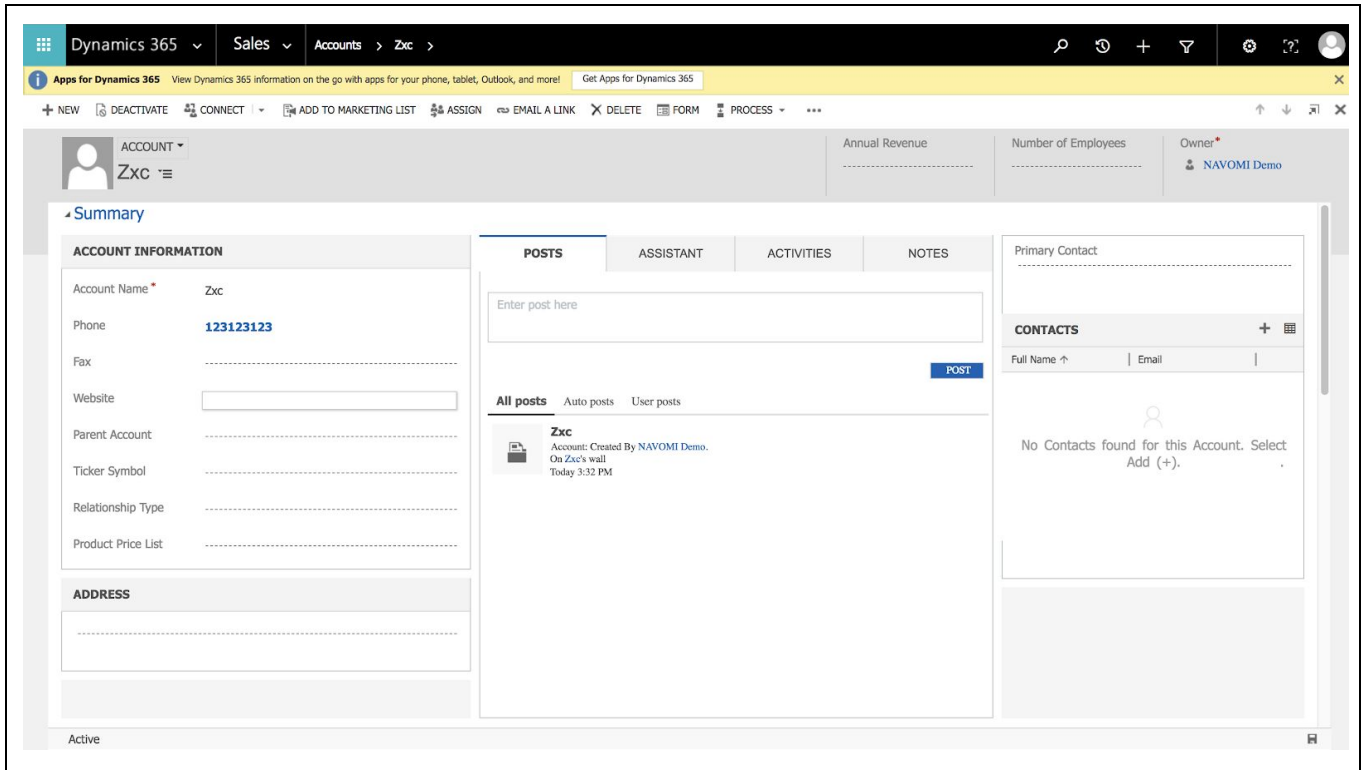 Dynamics 365 Sales Accounts > Zxc >
Apps for Dynamics 365 View Dynamics 365 information on the go with apps for your phone, tablet, Outlook, and more! Get Apps for Dynamics 365
NEW DEACTIVATE CONNECT ADD TO MARKETING LIST ASSIGN EMAIL A LINK DELETE FORM PROCESS
ACCOUNT
Zxc
Annual Revenue
Number of Employees
Owner*
NAVOMI Demo
Summary
ACCOUNT INFORMATION
Account Name* Zxc
Phone 123123123
Fax
Website
Parent Account
Ticker Symbol
Relationship Type
Product Price List
ADDRESS
POSTS ASSISTANT ACTIVITIES NOTES
Enter post here
POST
All posts Auto posts User posts
Zxc
Account: Created By NAVOMI Demo.
On Zxc's wall
Today 3:32 PM
Primary Contact
CONTACTS
Full Name Email
No Contacts found for this Account. Select
Add (+). .
Active